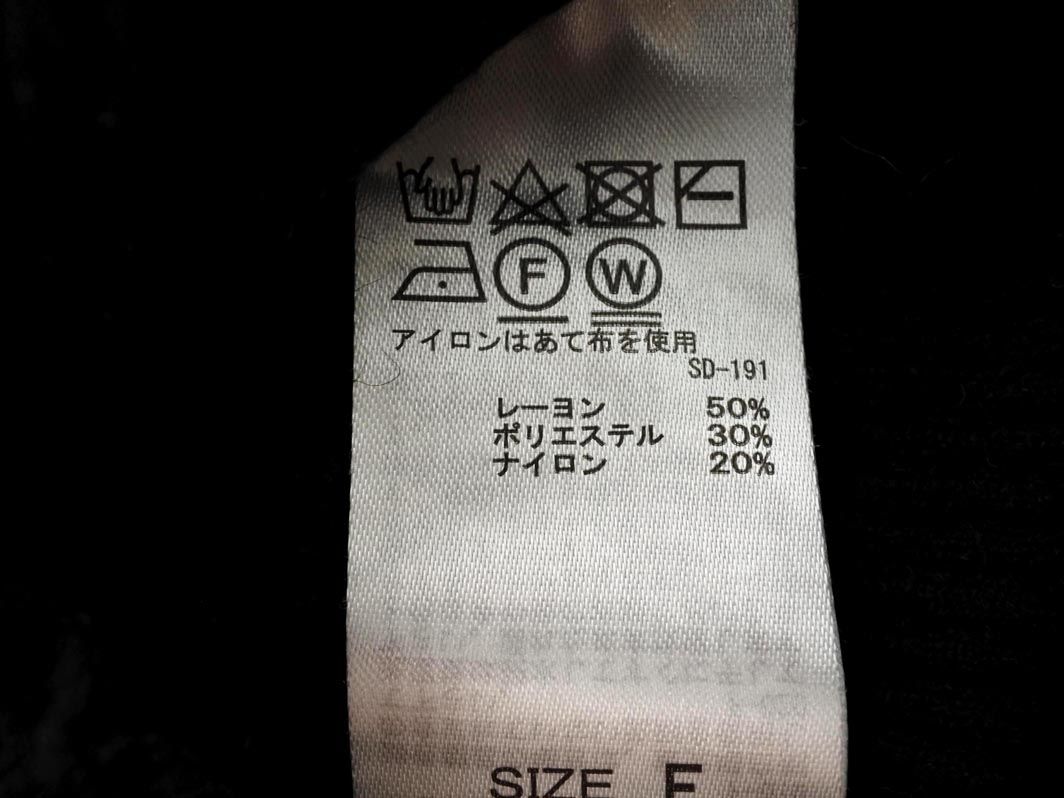 F W
アイロンはあて布を使用
SD-191
レーヨン 50%
ポリエステル 30%
ナイロン 20%
SIZE F